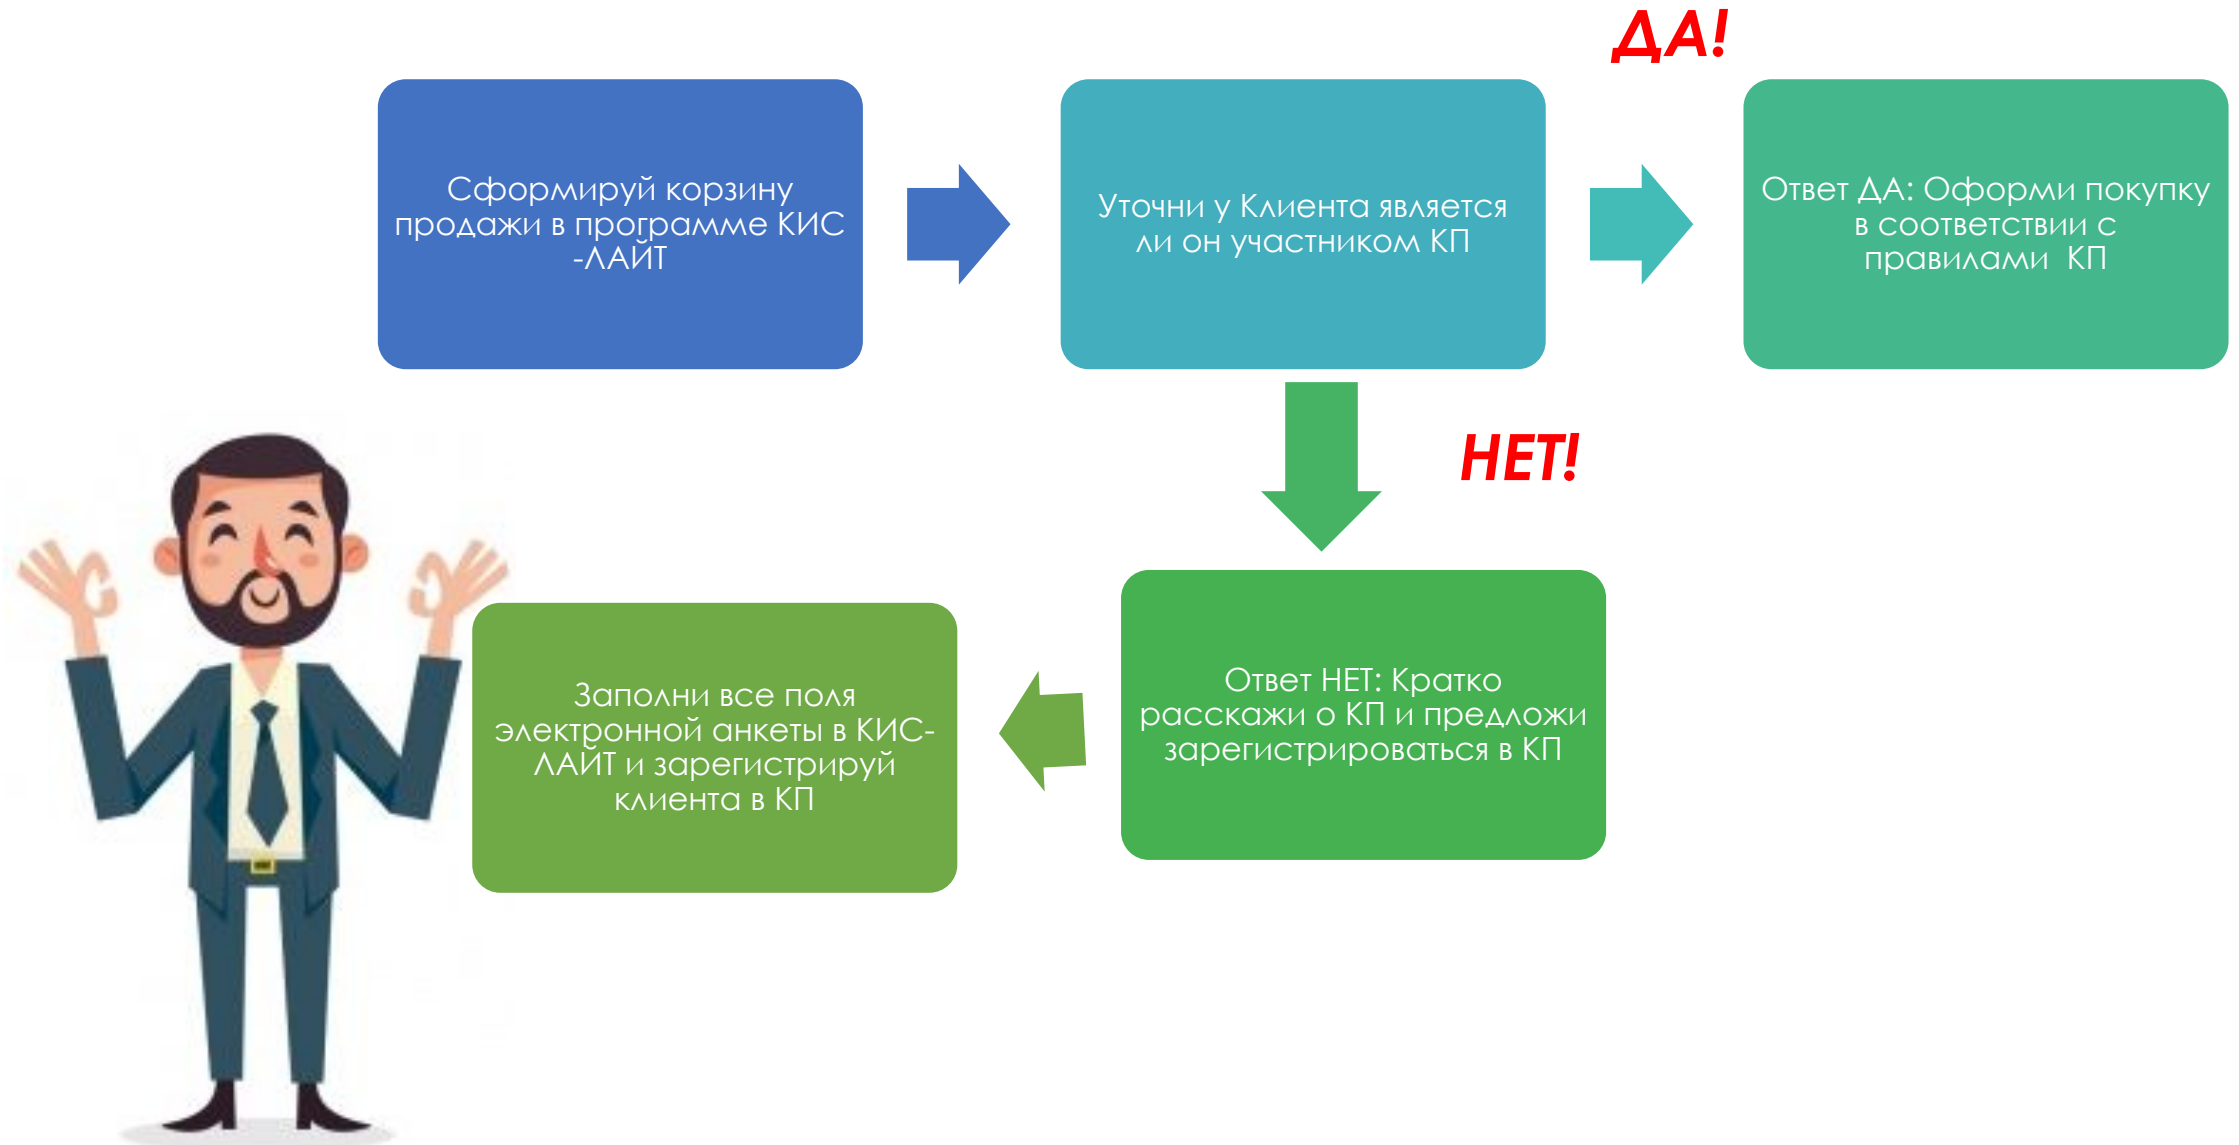 ДА!
Сформируй корзину
продажи в программе КИС
-ЛАЙТ
Уточни у Клиента является
ли он участником КП
Ответ ДА: Оформи покупку
в соответствии с
правилами  КП
НЕТ!
Ответ НЕТ: Кратко
расскажи о КП и предложи
зарегистрироваться в КП
Заполни все поля
электронной анкеты в КИС-
ЛАЙТ и зарегистрируй
клиента в КП